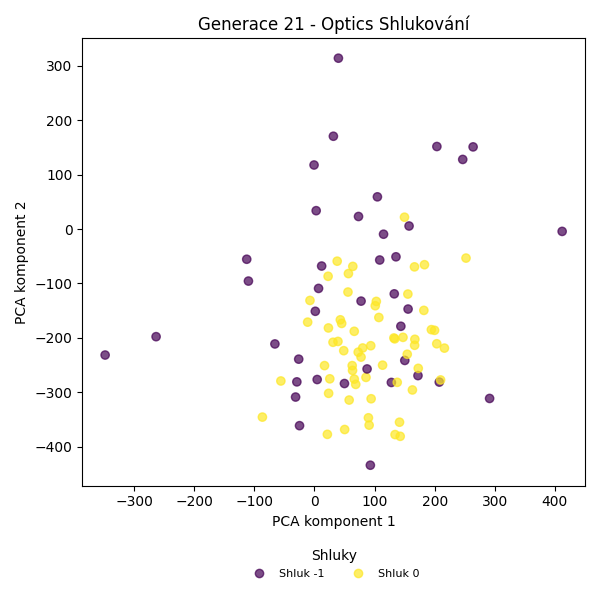 Generace 21 - Optics Shlukování
300
200
100
0
−100
−200
−300
−400
PCA komponent 2
−300
−200
−100
0
100
200
300
400
PCA komponent 1
Shluky
Shluk -1
Shluk 0